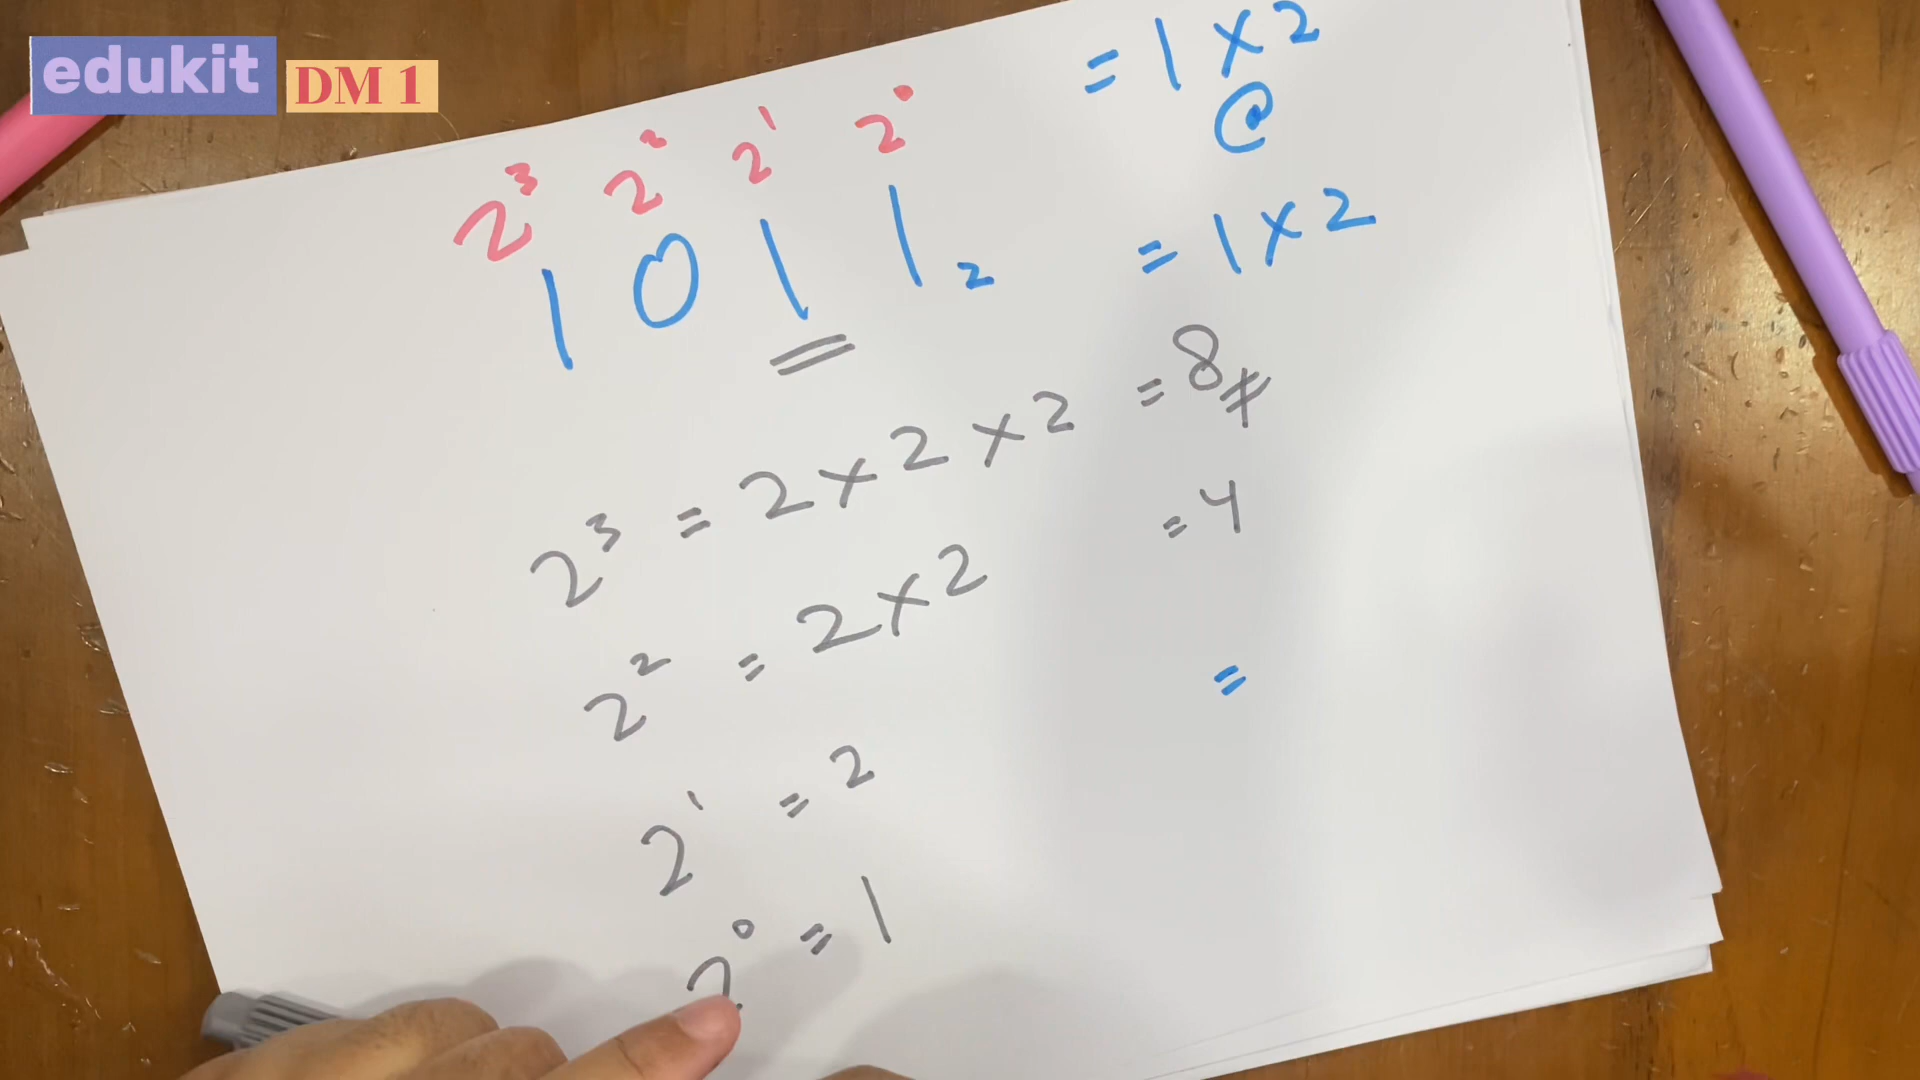 edukit
DM 1
= 1 × 2
@
2³ 2² 2¹ 2⁰
1 0 1 1₂
= 1 × 2
2³ = 2 × 2 × 2 = 8
2² = 2 × 2 = 4
=
2¹ = 2
2⁰ = 1